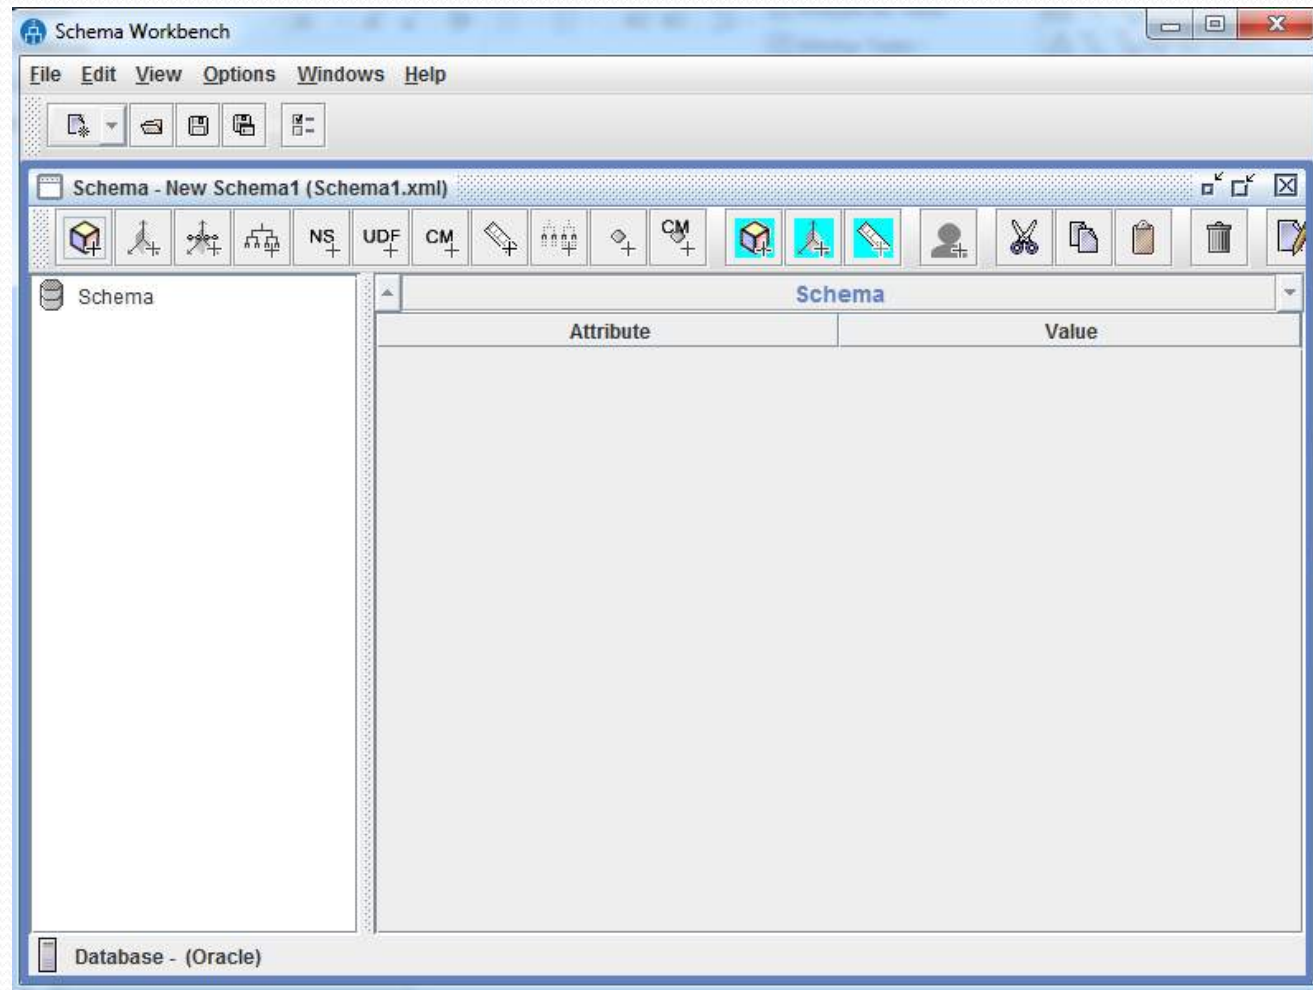 Schema Workbench
File Edit View Options Windows Help
Schema - New Schema1 (Schema1.xml)
NS UDF CM CM
Schema
Schema
Attribute Value
Database - (Oracle)